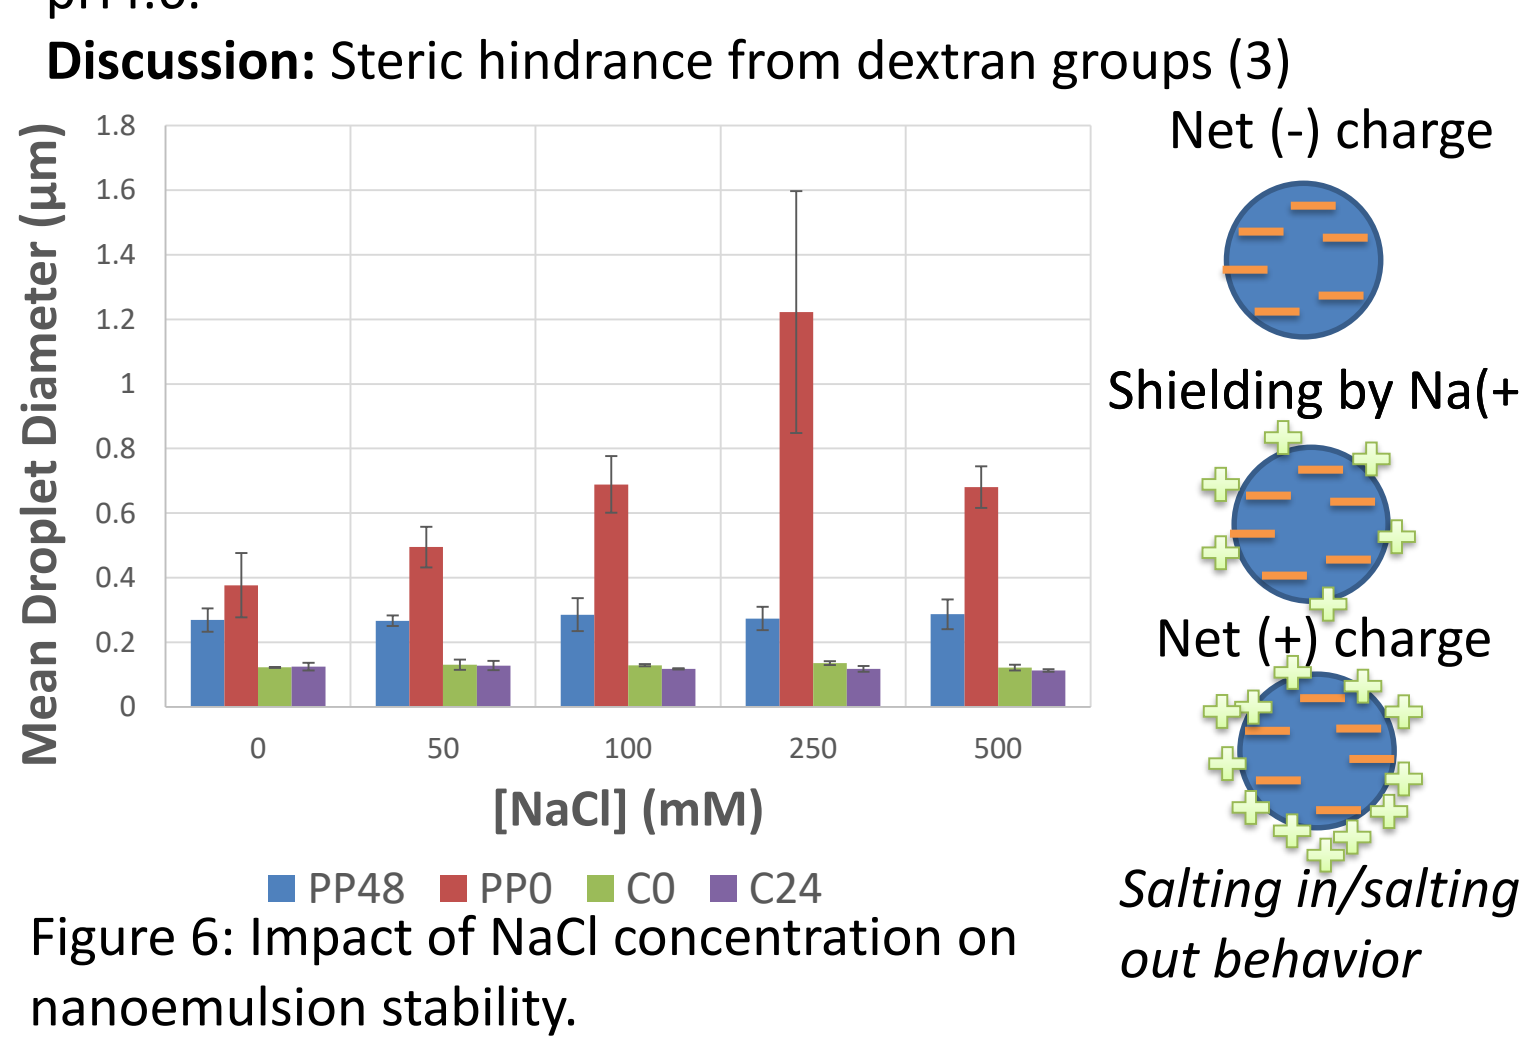 Discussion: Steric hindrance from dextran groups (3)
Mean Droplet Diameter (µm)
1.8
1.6
1.4
1.2
1
0.8
0.6
0.4
0.2
0
0 50 100 250 500
[NaCl] (mM)
PP48 PP0 C0 C24
Figure 6: Impact of NaCl concentration on
nanoemulsion stability.
Net (-) charge
Shielding by Na(+
Net (+) charge
Salting in/salting
out behavior